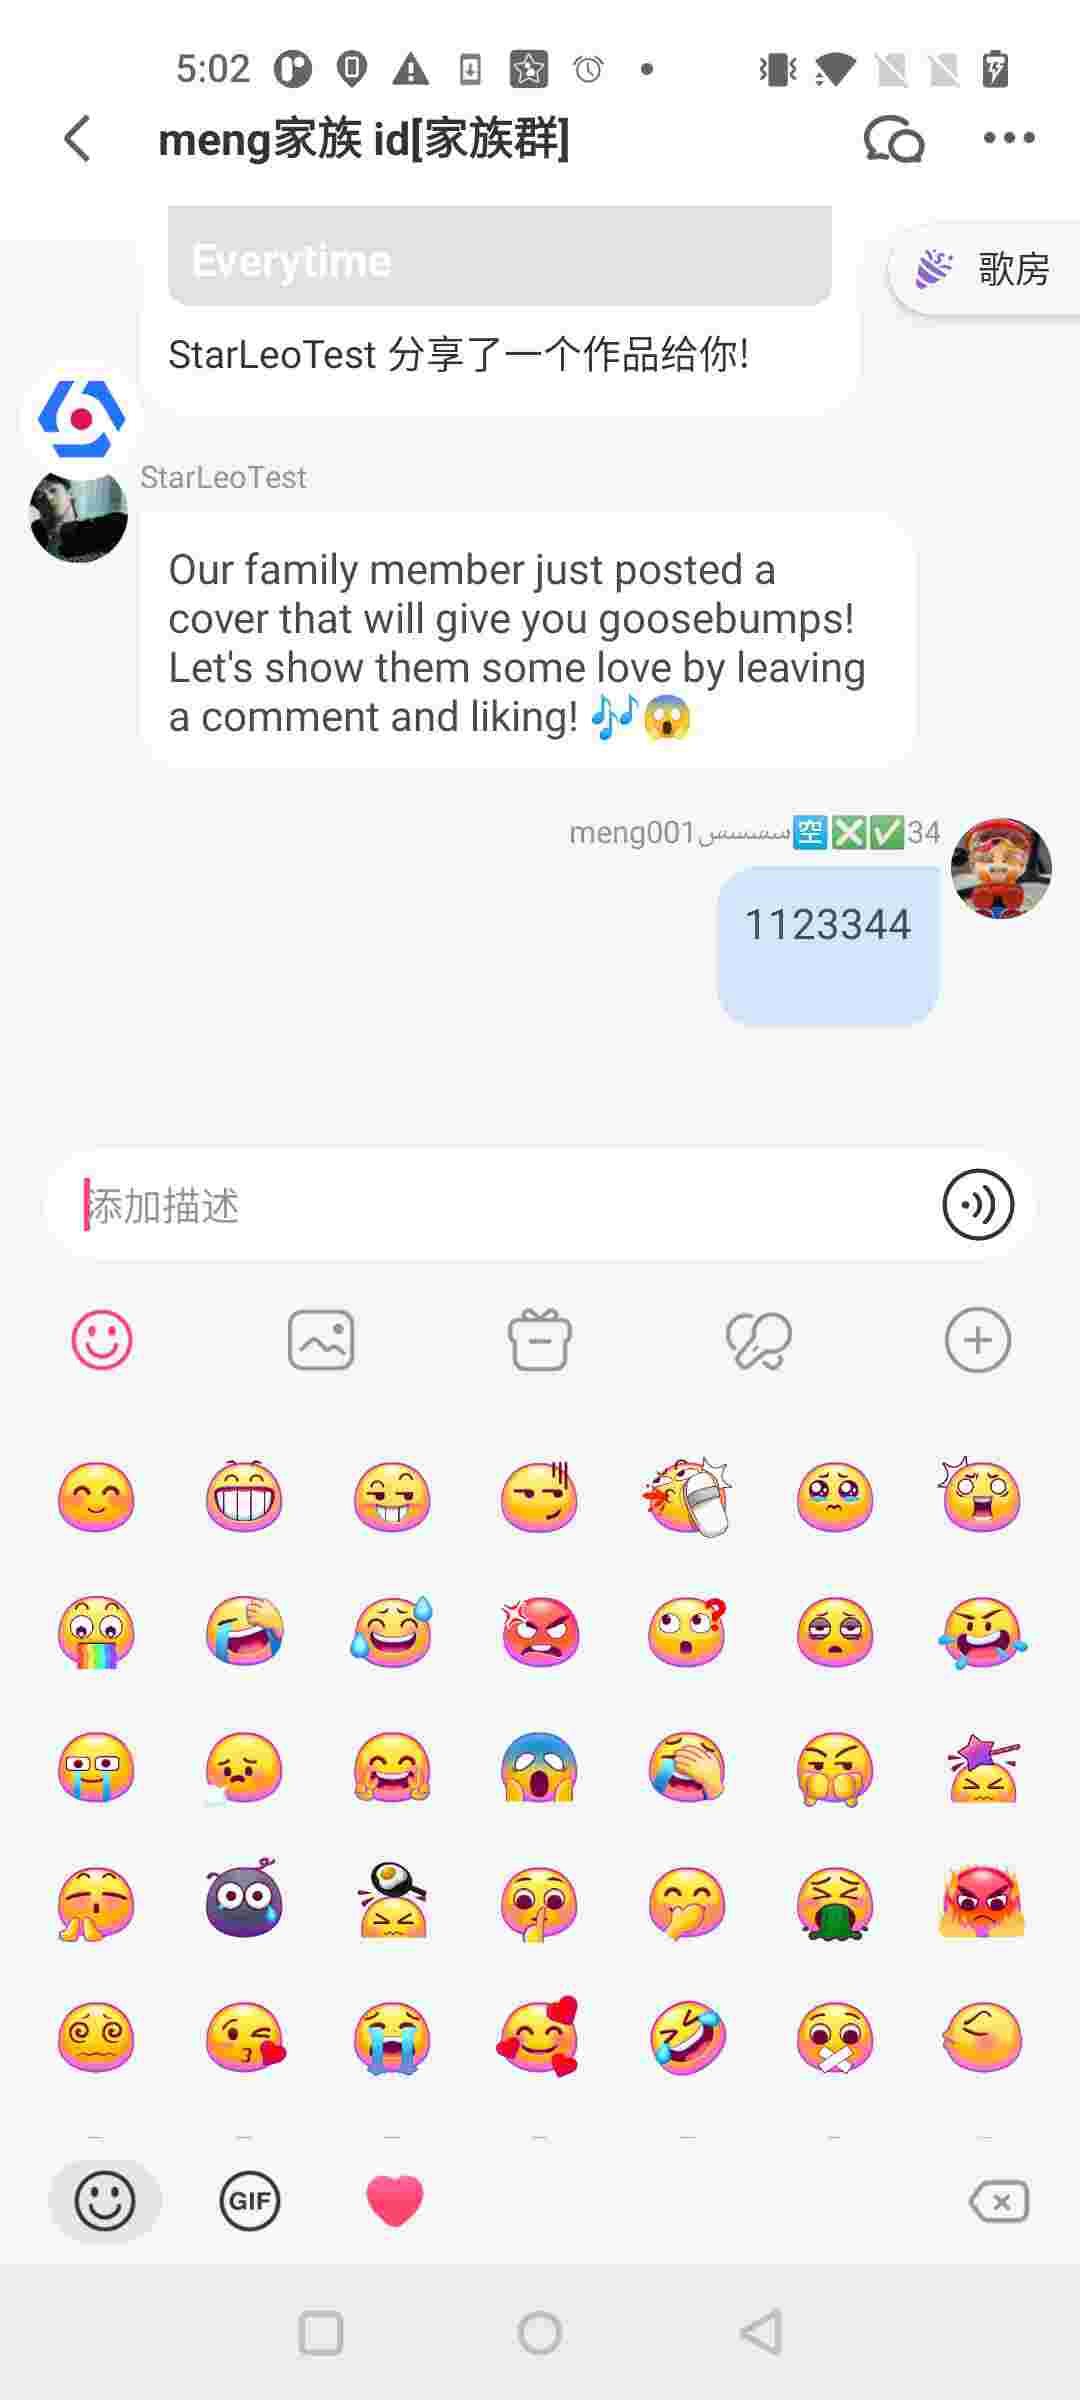 5:02
meng家族 id[家族群]
Everytime
歌房
StarLeoTest 分享了一个作品给你!
StarLeoTest
Our family member just posted a
cover that will give you goosebumps!
Let's show them some love by leaving
a comment and liking! 🎶😱
meng001سسسس🈳❎✅34
1123344
添加描述
GIF